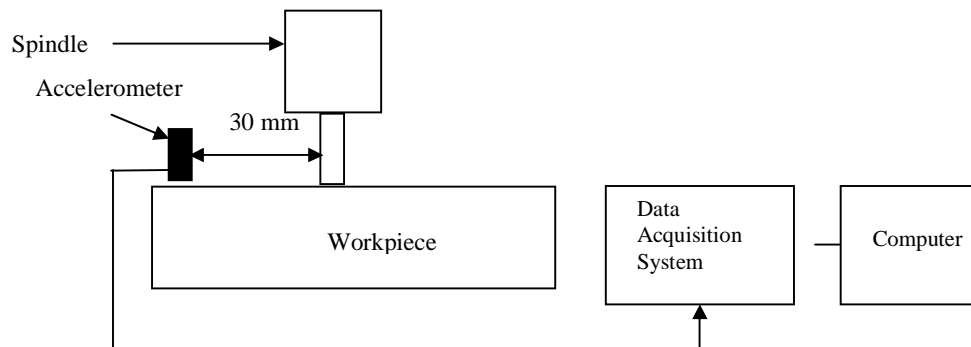 Spindle
Accelerometer
30 mm
Workpiece
Data
Acquisition
System
Computer